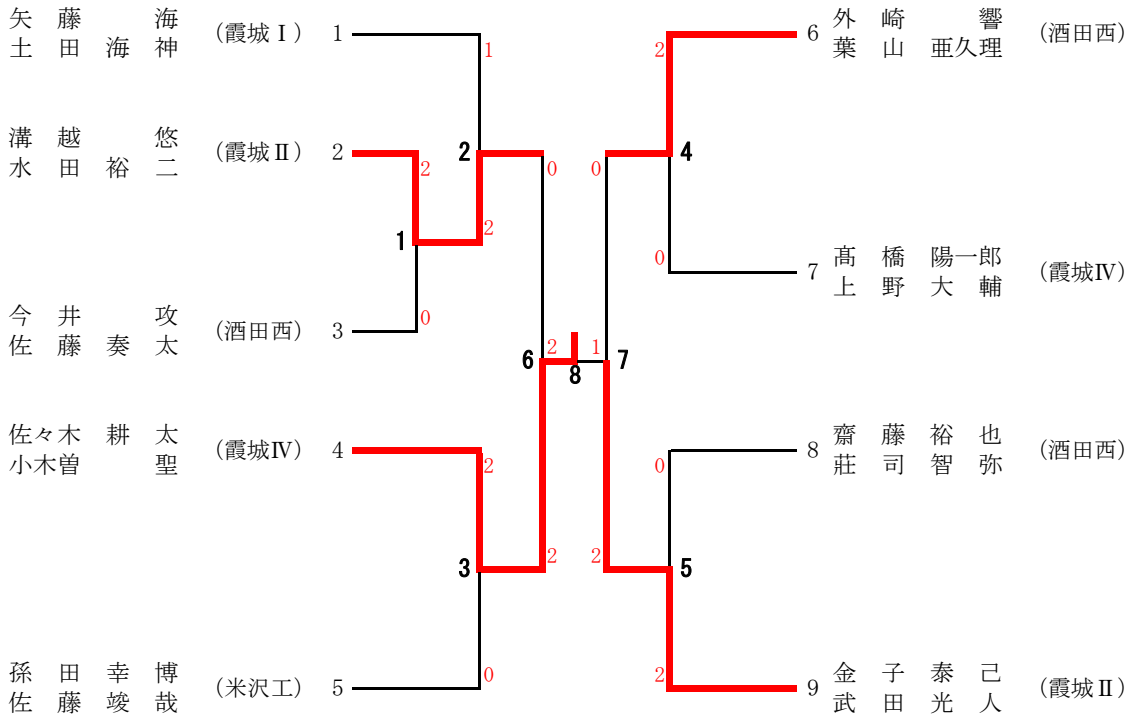 矢藤　海
土田海神
(霞城Ⅰ) 1
溝越　悠
水田裕二
(霞城Ⅱ) 2
今井　攻
佐藤奏太
(酒田西) 3
佐々木耕太
小木曽　聖
(霞城Ⅳ) 4
孫田幸博
佐藤竣哉
(米沢工) 5
1
2
2
1
2
0
2
3
0
0
2
6
2
8
1
7
0
2
2
4
0
0
5
2
6
外崎　響
葉山亜久理
(酒田西)
7
髙橋陽一郎
上野大輔
(霞城Ⅳ)
8
齋藤裕也
莊司智弥
(酒田西)
9
金子泰己
武田光人
(霞城Ⅱ)